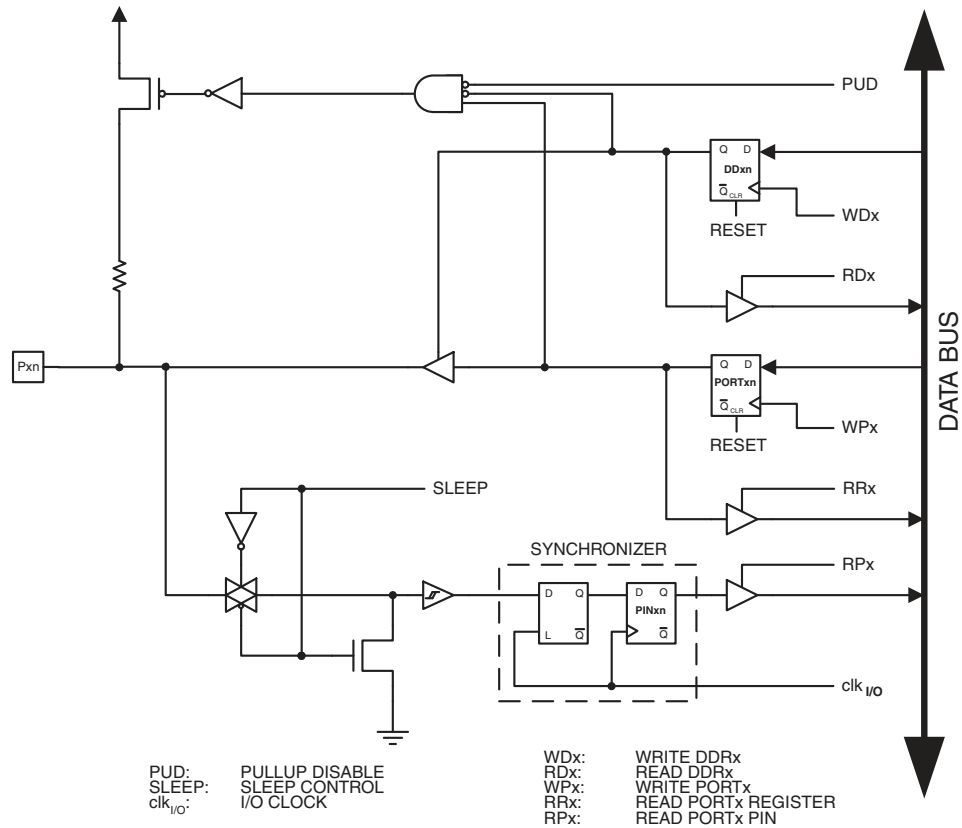 PUD
Q D
DDxn
Q CLR
WDx
RESET
RDx
Pxn
Q D
PORTxn
Q CLR
WPx
RESET
DATA BUS
SLEEP
RRx
SYNCHRONIZER
RPx
D Q
L Q
D Q
PINxn
Q
clk I/O
PUD: PULLUP DISABLE
SLEEP: SLEEP CONTROL
clkI/O: I/O CLOCK
WDx: WRITE DDRx
RDx: READ DDRx
WPx: WRITE PORTx
RRx: READ PORTx REGISTER
RPx: READ PORTx PIN